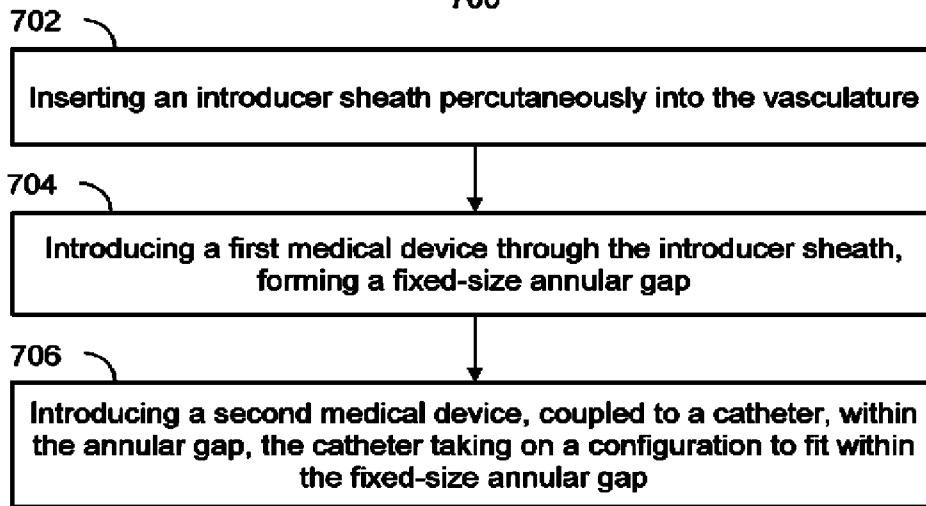 702
Inserting an introducer sheath percutaneously into the vasculature
704
Introducing a first medical device through the introducer sheath,
forming a fixed-size annular gap
706
Introducing a second medical device, coupled to a catheter, within
the annular gap, the catheter taking on a configuration to fit within
the fixed-size annular gap